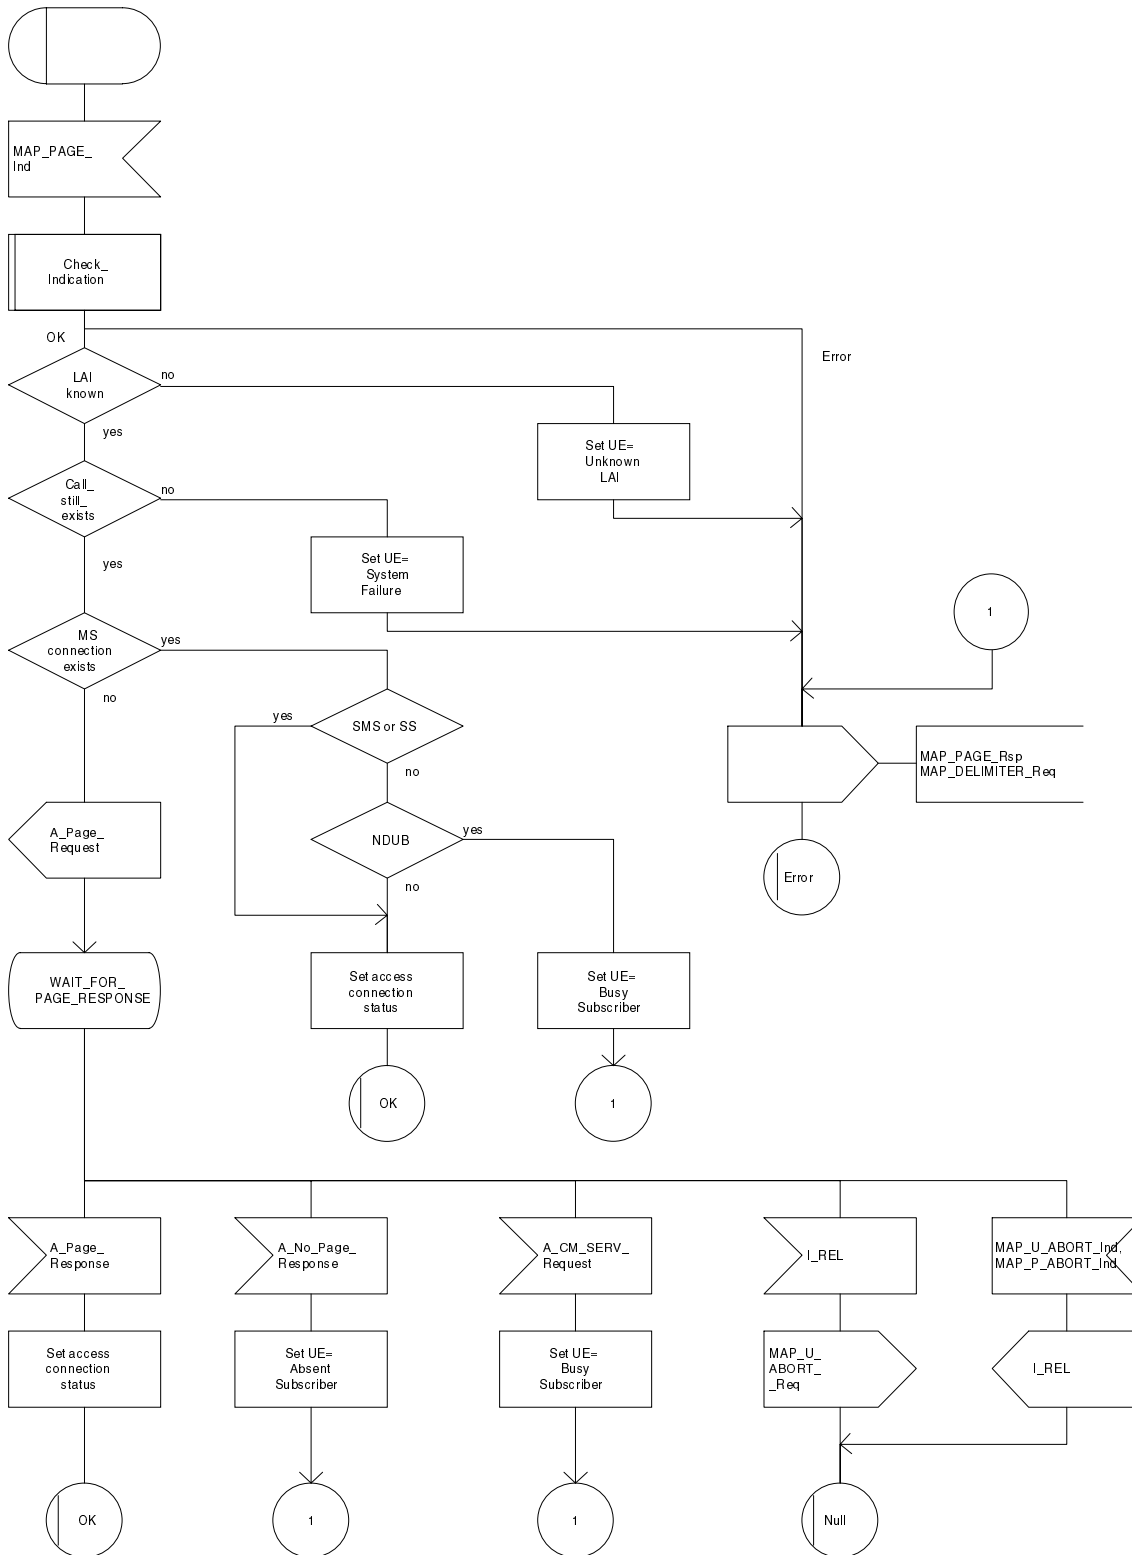 MAP_PAGE_
Ind
Check_
Indication
OK
Error
LAI
known
no
yes
Set UE=
Unknown
LAI
Call_
still_
exists
no
yes
Set UE=
System
Failure
1
MS
connection
exists
yes
no
SMS or SS
yes
no
MAP_PAGE_Rsp
MAP_DELIMITER_Req
A_Page_
Request
NDUB
yes
no
Error
WAIT_FOR_
PAGE_RESPONSE
Set access
connection
status
Set UE=
Busy
Subscriber
OK
1
A_Page_
Response
A_No_Page_
Response
A_CM_SERV_
Request
I_REL
MAP_U_ABORT_Ind,
MAP_P_ABORT_Ind
Set access
connection
status
Set UE=
Absent
Subscriber
Set UE=
Busy
Subscriber
MAP_U_
ABORT_
_Req
I_REL
OK
1
1
Null